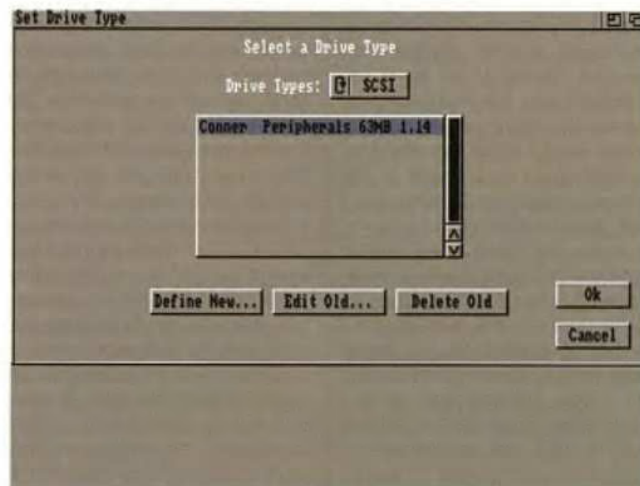 Set Drive Type
Select a Drive Type
Drive Types: SCSI
Conner Peripherals 63MB 1.14
Define New... Edit Old... Delete Old
Ok
Cancel